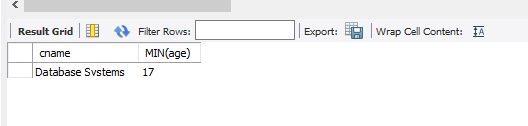 Result Grid Filter Rows: Export: Wrap Cell Content:
cname MIN(age)
Database Systems 17